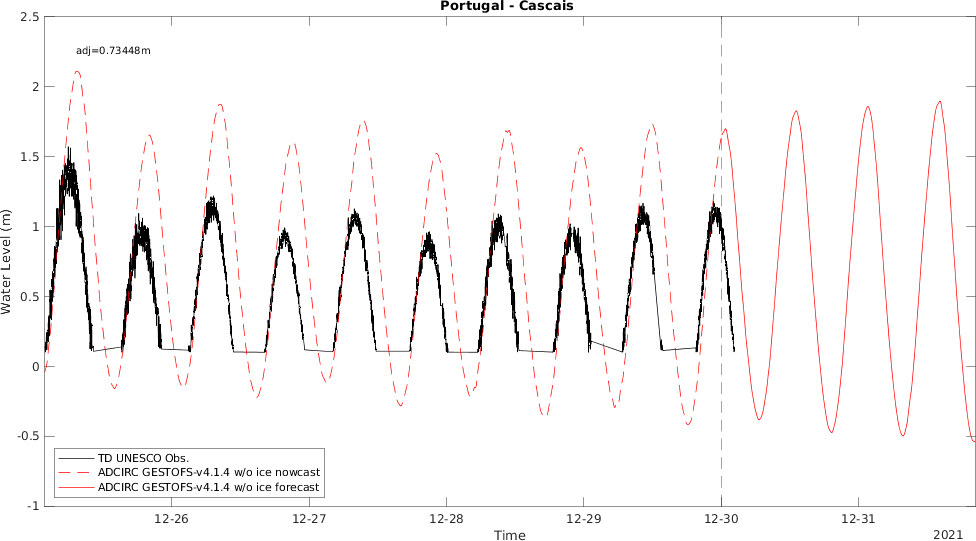 Portugal - Cascais
adj=0.73448m
Water Level (m)
2.5
2
1.5
1
0.5
0
-0.5
-1
TD UNESCO Obs.
ADCIRC GESTOFS-v4.1.4 w/o ice nowcast
ADCIRC GESTOFS-v4.1.4 w/o ice forecast
12-26 12-27 12-28 12-29 12-30 12-31
Time
2021